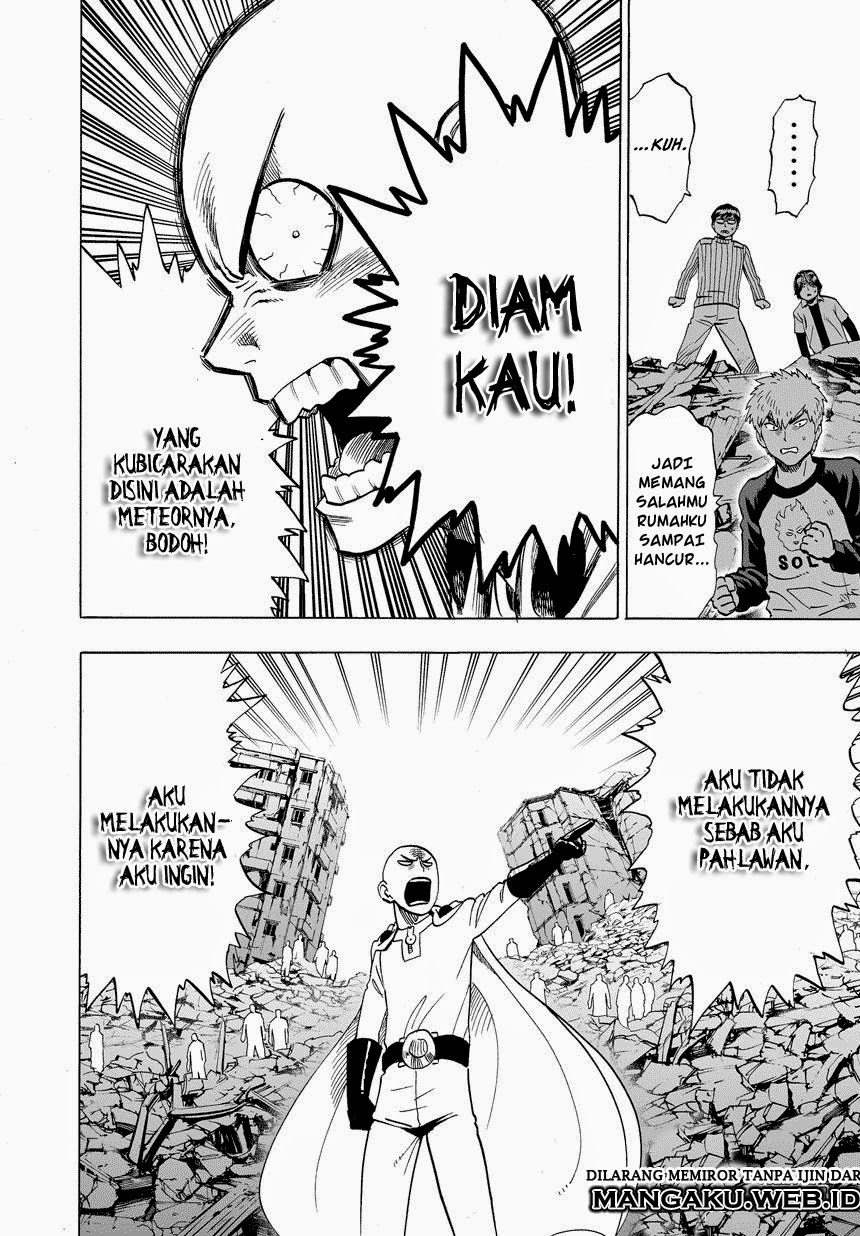 . . . . . .
...KUH.
JADI
MEMANG
SALAHMU
RUMAHKU
SAMPAI
HANCUR...
SOL
DIAM
KAU!
YANG
KUBICARAKAN
DISINI ADALAH
METEORNYA,
BODOH!
AKU TIDAK
MELAKUKANNYA
SEBAB AKU
PAHLAWAN,
AKU
MELAKUKAN-
NYA KARENA
AKU INGIN!
DILARANG MEMIROR TANPA IJIN DAR
MANGAKU.WEB.ID